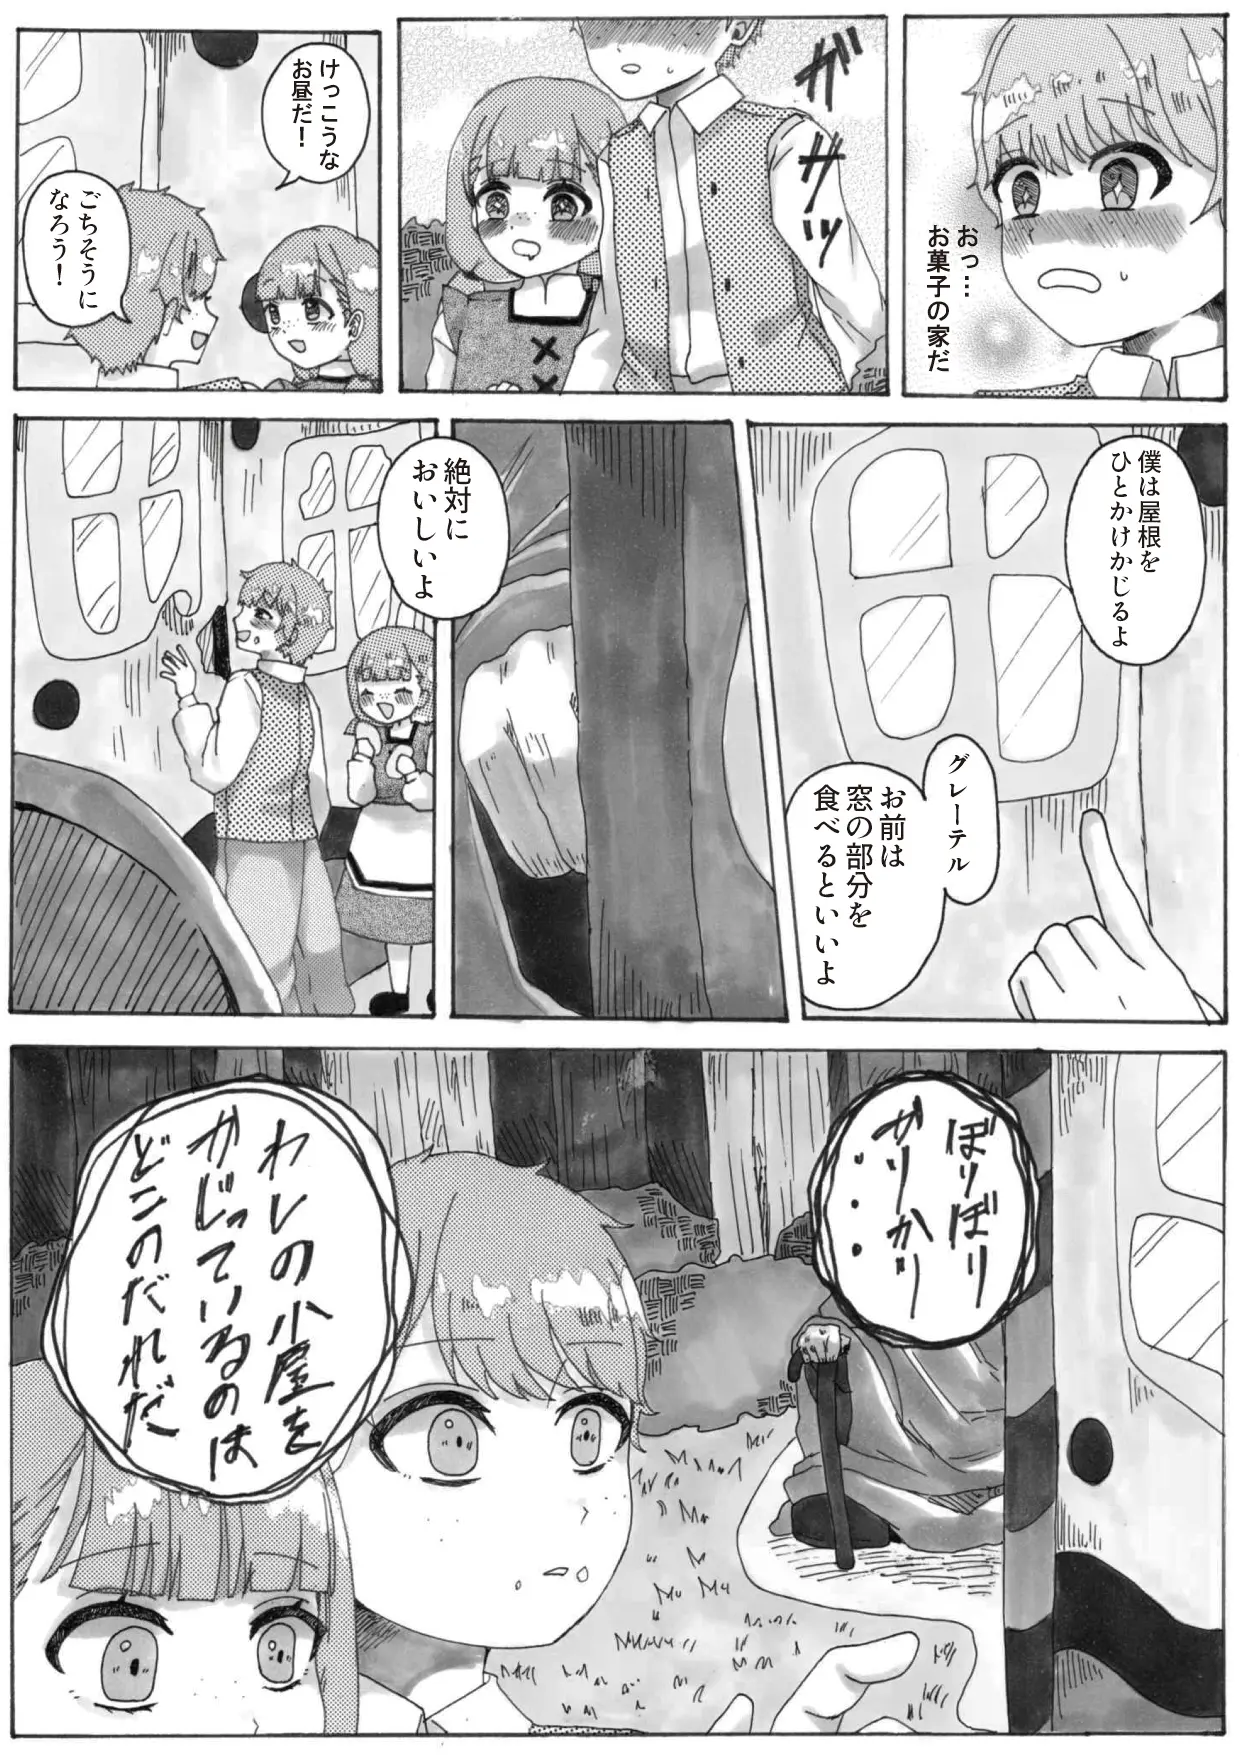 おっ…
お菓子の家だ
ガサッ
けっこうな
お昼だ！
ごちそうに
なろう！
僕は屋根を
ひとかけかじるよ
グレーテル
お前は
窓の部分を
食べるといいよ
絶対に
おいしいよ
ぼりぼり
がりかり
・・・
わしの小屋を
かじっているのは
どこのだれだ